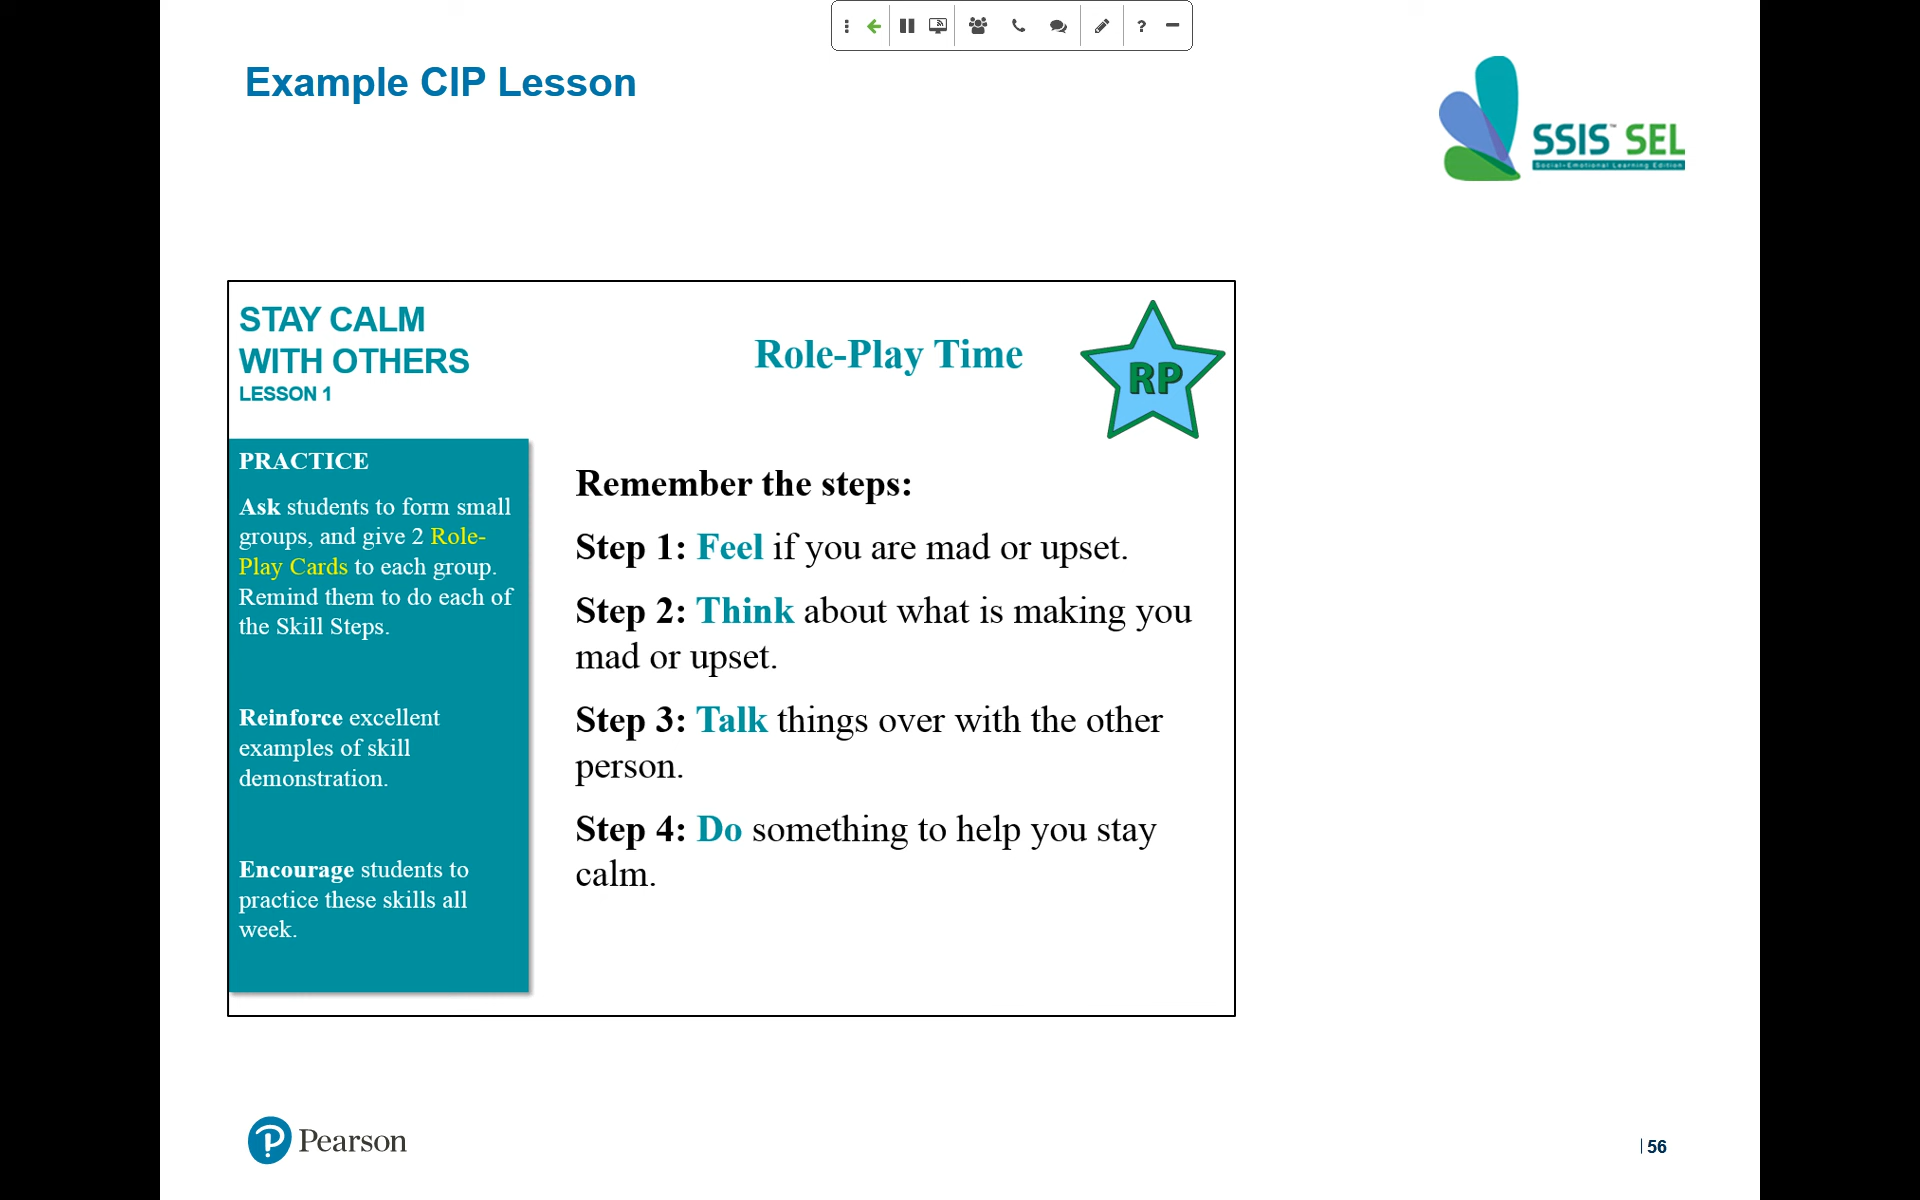 ?
Example CIP Lesson
SSIS™ SEL
Social-Emotional Learning Edition
STAY CALM
WITH OTHERS
LESSON 1
Role-Play Time
RP
PRACTICE
Ask students to form small
groups, and give 2 Role-
Play Cards to each group.
Remind them to do each of
the Skill Steps.
Reinforce excellent
examples of skill
demonstration.
Encourage students to
practice these skills all
week.
Remember the steps:
Step 1: Feel if you are mad or upset.
Step 2: Think about what is making you
mad or upset.
Step 3: Talk things over with the other
person.
Step 4: Do something to help you stay
calm.
P Pearson
| 56